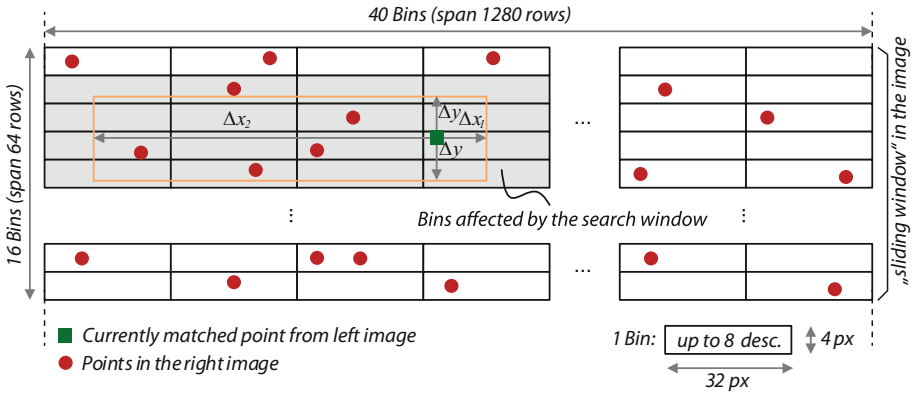 40 Bins (span 1280 rows)
16 Bins (span 64 rows)
Δx₂
Δy
Δx₁
Δy
...
...
Bins affected by the search window
...
...
„sliding window“ in the image
Currently matched point from left image
Points in the right image
1 Bin:
up to 8 desc.
4 px
32 px